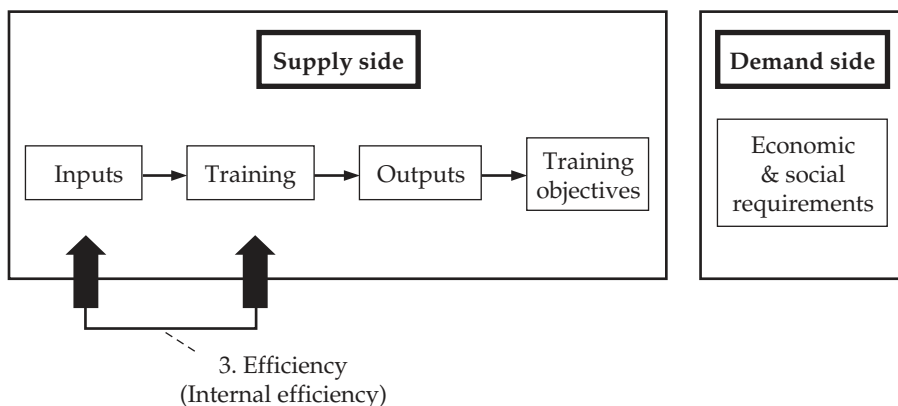 Supply side
Demand side
Inputs
Training
Outputs
Training
objectives
Economic
& social
requirements
3. Efficiency
(Internal efficiency)